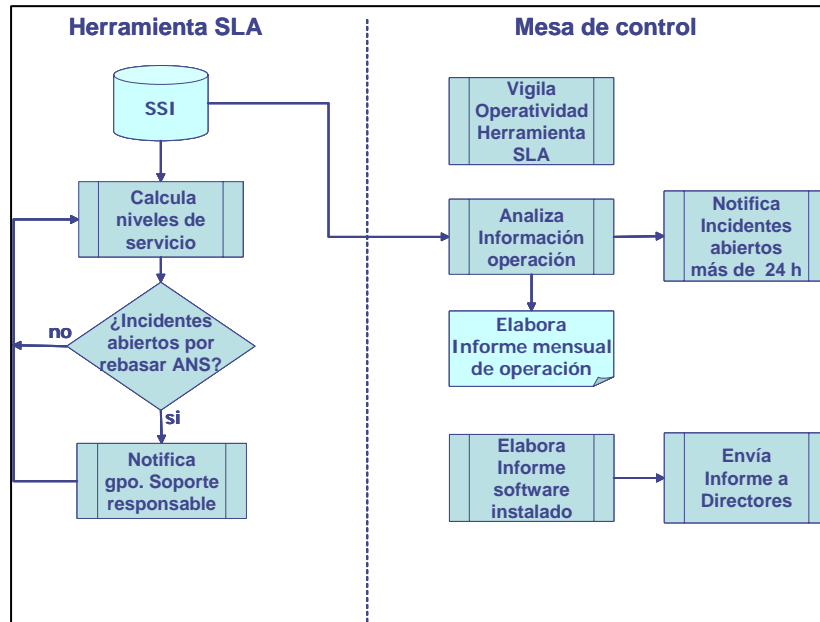 Herramienta SLA
Mesa de control
SSI
Calcula
niveles de
servicio
¿Incidentes
abiertos por
rebasar ANS?
no
si
Notifica
gpo. Soporte
responsable
Vigila
Operatividad
Herramienta
SLA
Analiza
Información
operación
Notifica
Incidentes
abiertos
más de 24 h
Elabora
Informe mensual
de operación
Elabora
Informe
software
instalado
Envía
Informe a
Directores